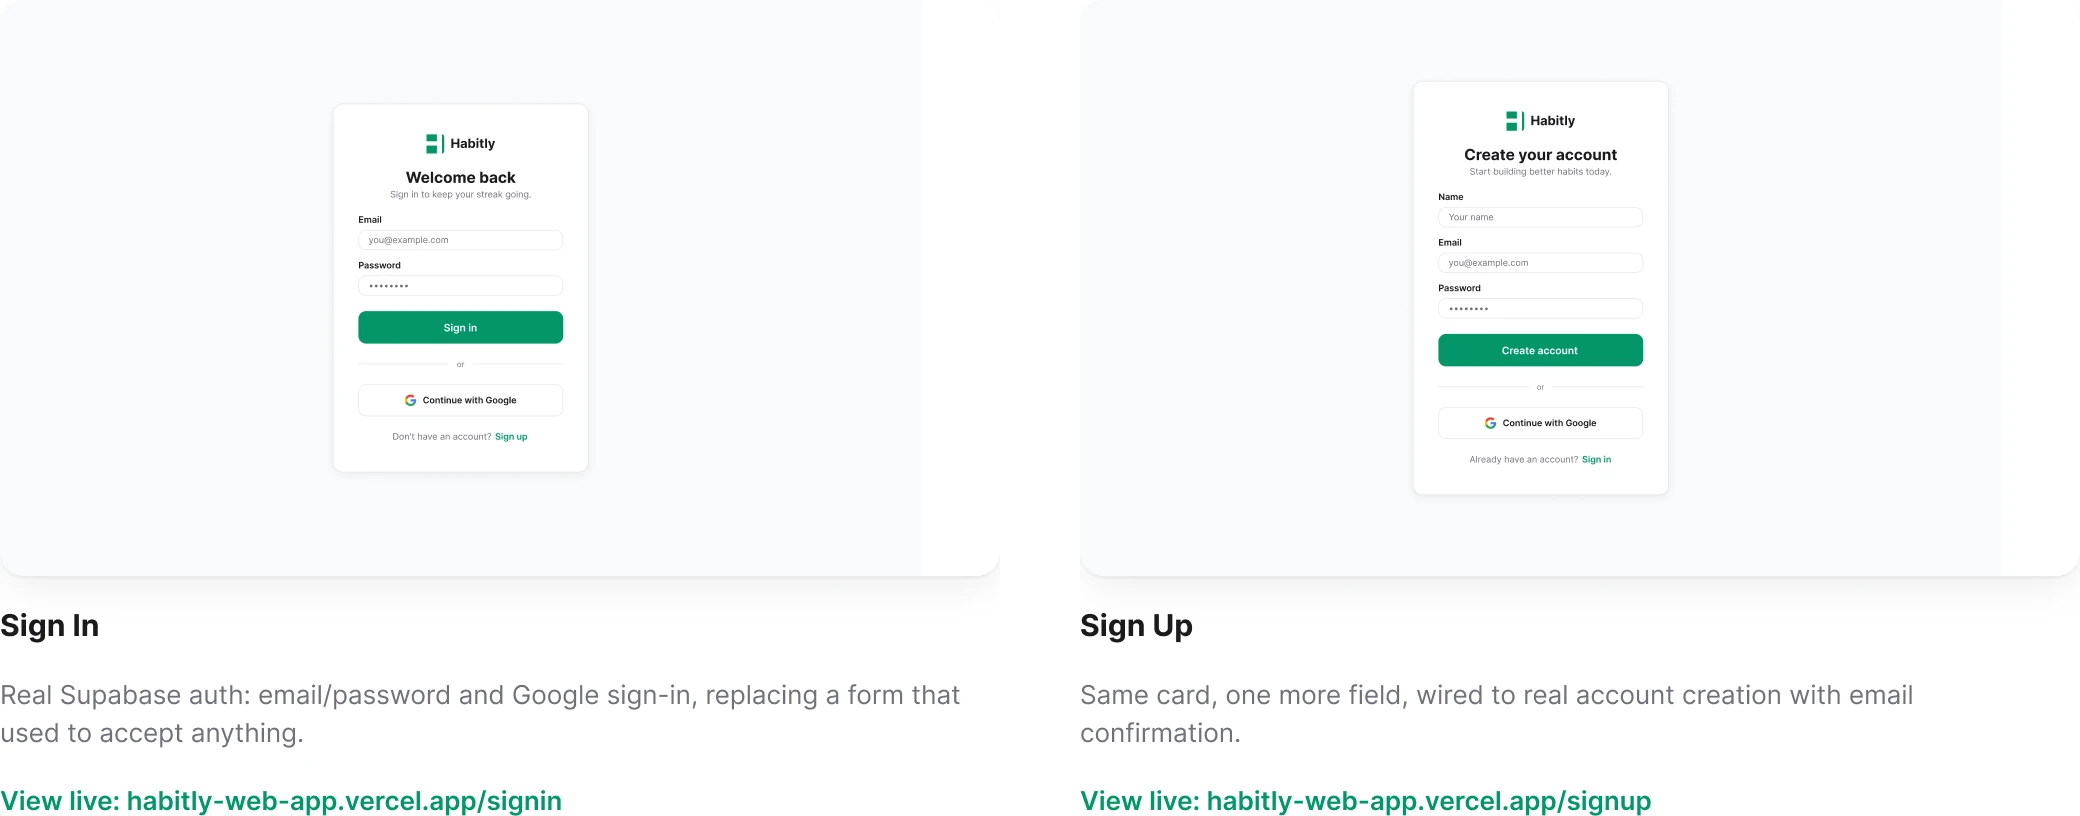 Habitly
Welcome back
Sign in to keep your streak going.
Email
you@example.com
Password
••••••••
Sign in
or
Continue with Google
Don't have an account? Sign up
Sign In
Real Supabase auth: email/password and Google sign-in, replacing a form that
used to accept anything.
View live: habitly-web-app.vercel.app/signin
Habitly
Create your account
Start building better habits today.
Name
Your name
Email
you@example.com
Password
••••••••
Create account
or
Continue with Google
Already have an account? Sign in
Sign Up
Same card, one more field, wired to real account creation with email
confirmation.
View live: habitly-web-app.vercel.app/signup